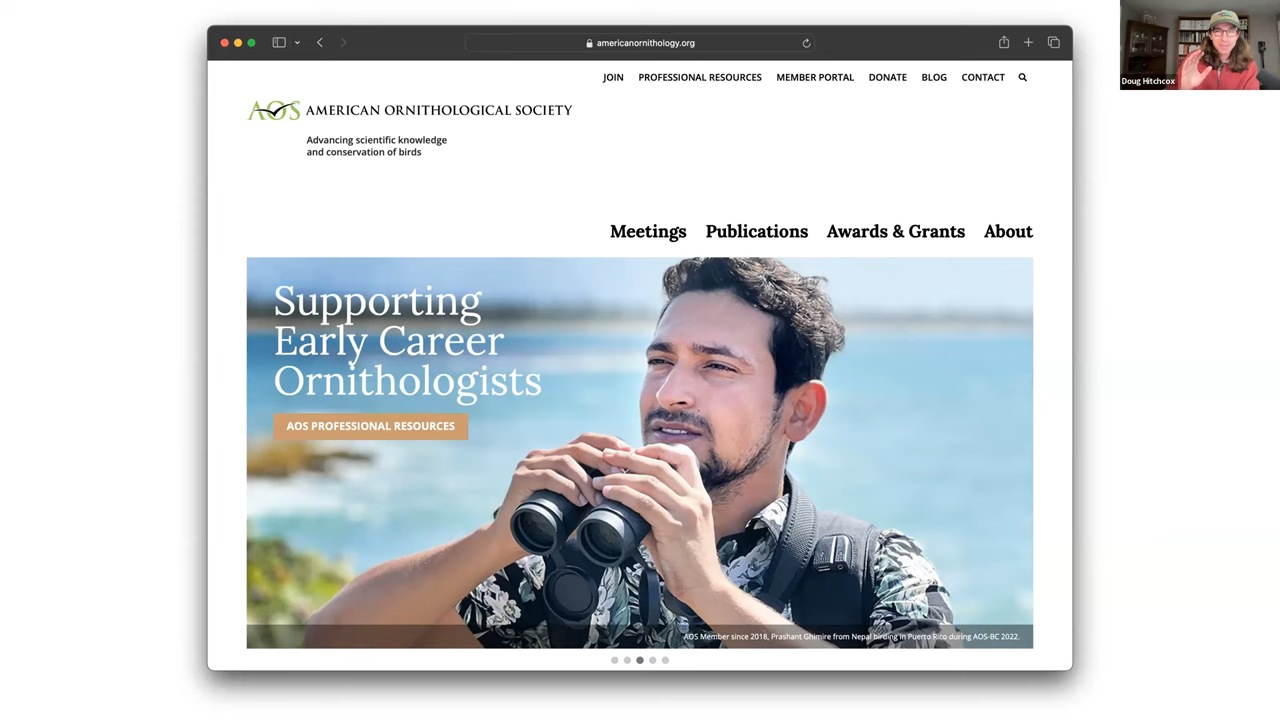 americanornithology.org
Doug Hitchcox
JOIN PROFESSIONAL RESOURCES MEMBER PORTAL DONATE BLOG CONTACT
AOS AMERICAN ORNITHOLOGICAL SOCIETY
Advancing scientific knowledge
and conservation of birds
Meetings Publications Awards & Grants About
Supporting
Early Career
Ornithologists
AOS PROFESSIONAL RESOURCES
AOS Member since 2018, Prashant Ghimire from Nepal birding in Puerto Rico during AOS-BC 2022.